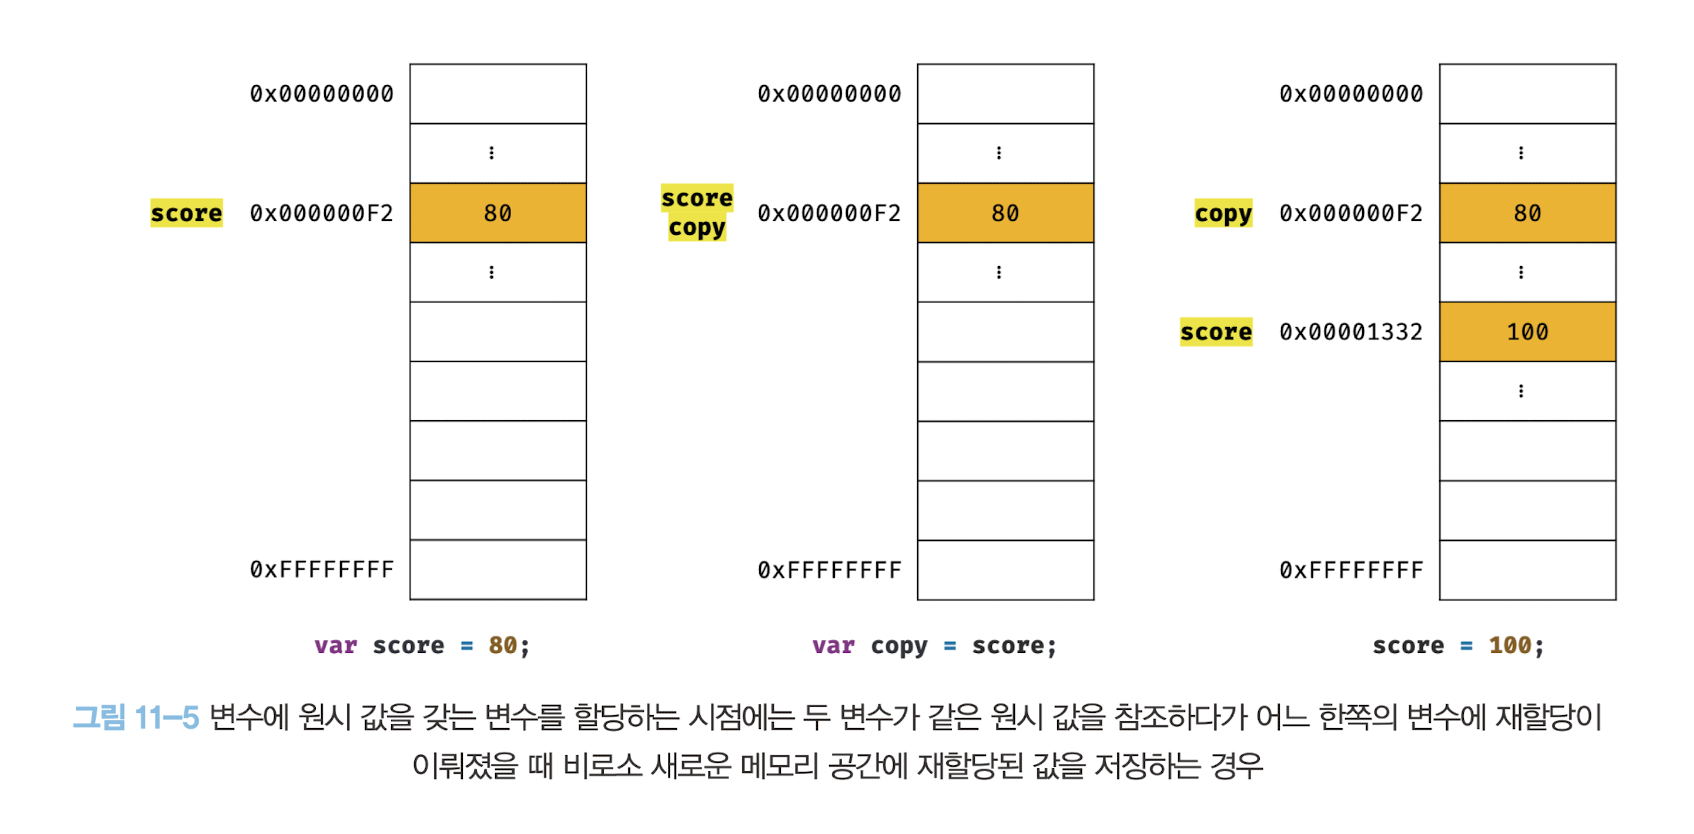 0x00000000
⋮
score 0x000000F2 80
⋮
0xFFFFFFFF
var score = 80;
0x00000000
⋮
score
copy
0x000000F2 80
⋮
0xFFFFFFFF
var copy = score;
0x00000000
⋮
copy 0x000000F2 80
⋮
score 0x00001332 100
⋮
0xFFFFFFFF
score = 100;
그림 11-5 변수에 원시 값을 갖는 변수를 할당하는 시점에는 두 변수가 같은 원시 값을 참조하다가 어느 한쪽의 변수에 재할당이
이뤄졌을 때 비로소 새로운 메모리 공간에 재할당된 값을 저장하는 경우